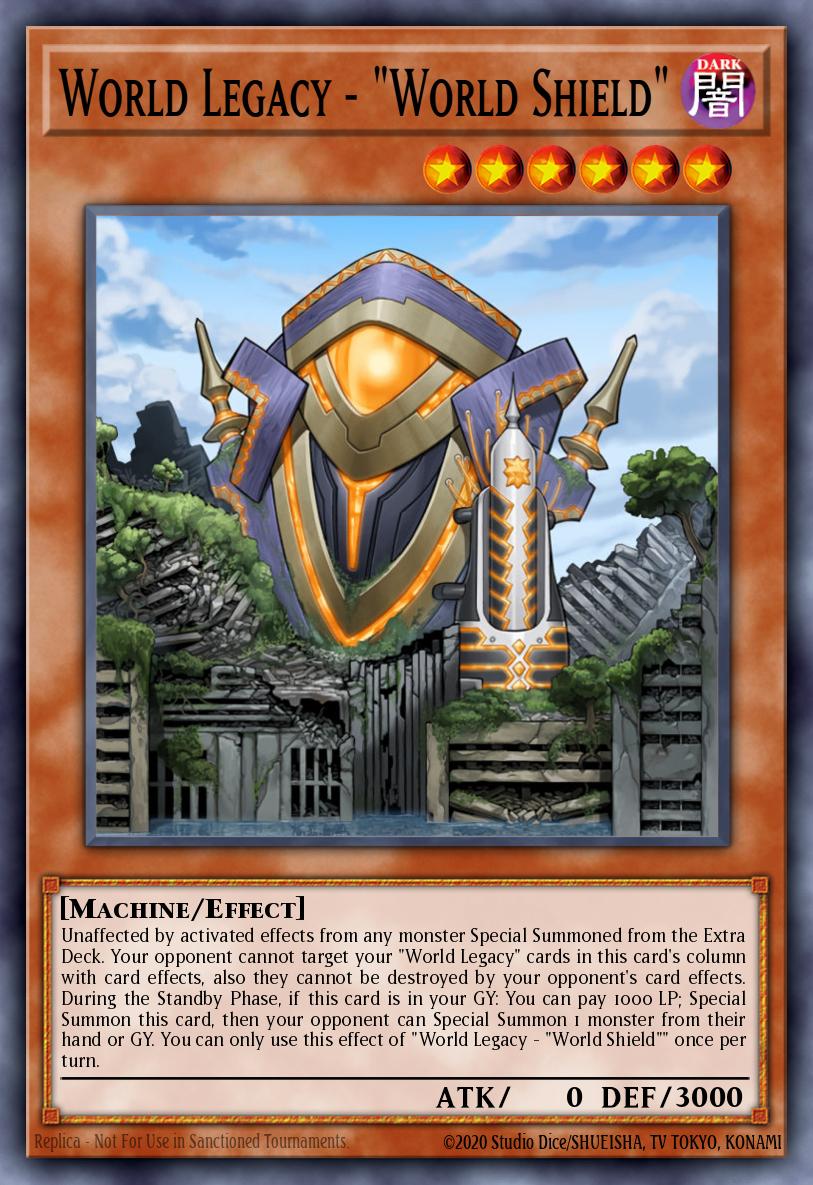 World Legacy - "World Shield"
DARK
闇
[Machine/Effect]
Unaffected by activated effects from any monster Special Summoned from the Extra
Deck. Your opponent cannot target your "World Legacy" cards in this card's column
with card effects, also they cannot be destroyed by your opponent's card effects.
During the Standby Phase, if this card is in your GY: You can pay 1000 LP; Special
Summon this card, then your opponent can Special Summon 1 monster from their
hand or GY. You can only use this effect of "World Legacy - "World Shield"" once per
turn.
ATK/ 0 DEF/3000
Replica - Not For Use in Sanctioned Tournaments.
©2020 Studio Dice/SHUEISHA, TV TOKYO, KONAMI